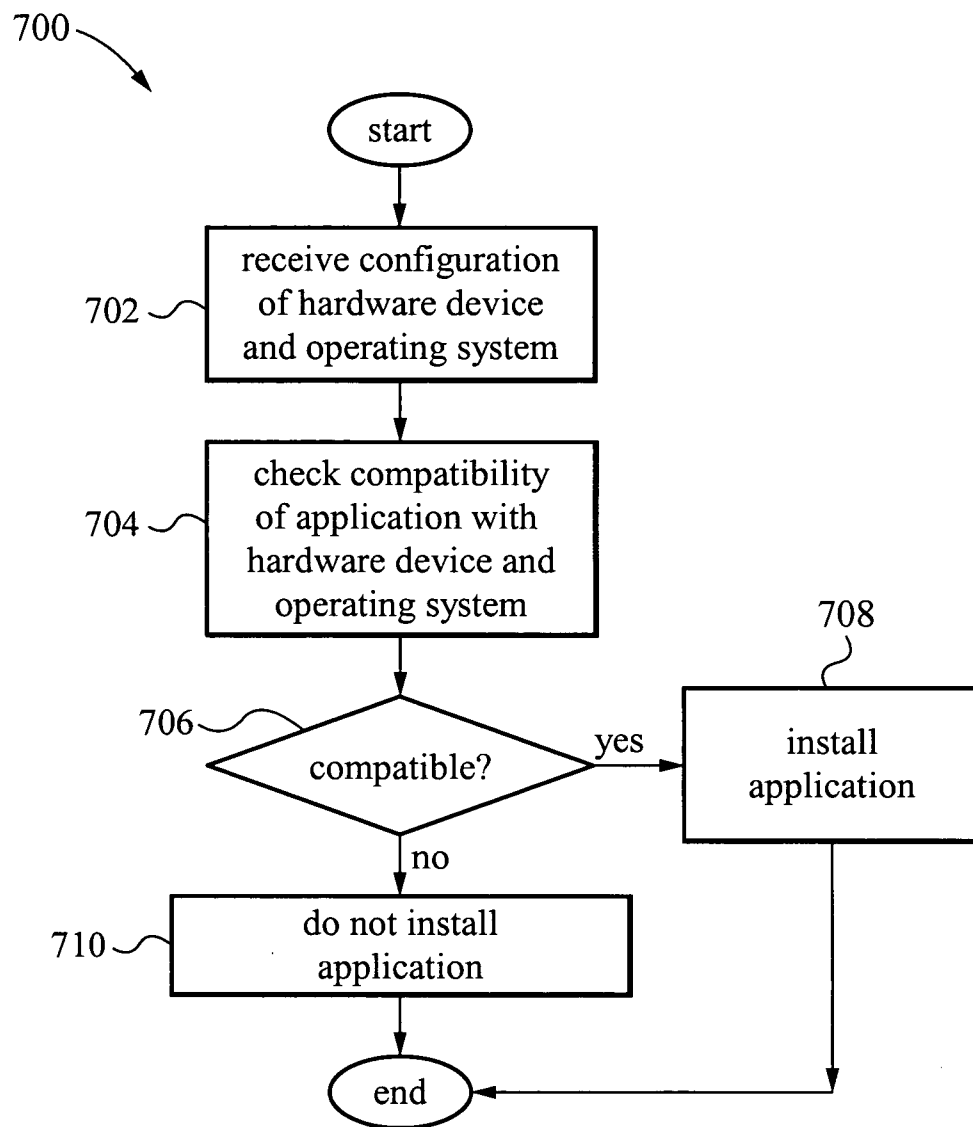 700
start
receive configuration
of hardware device
and operating system
702
check compatibility
of application with
hardware device and
operating system
704
706
compatible?
yes
708
install
application
no
710
do not install
application
end